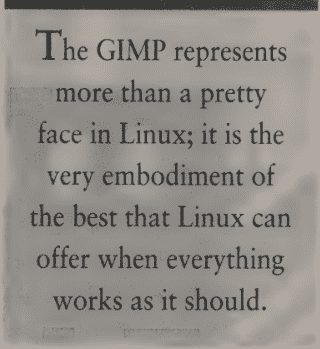 The GIMP represents
more than a pretty
face in Linux; it is the
very embodiment of
the best that Linux can
offer when everything
works as it should.